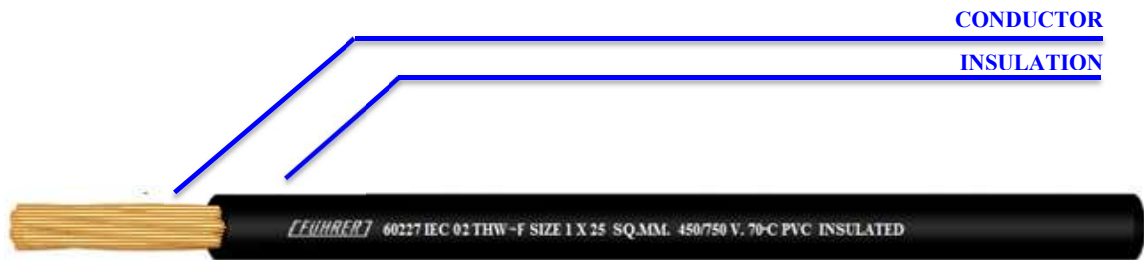 CONDUCTOR
INSULATION
FUHRER 60227 IEC 02 THW-F SIZE 1 X 25 SQ.MM. 450/750 V. 70°C PVC INSULATED